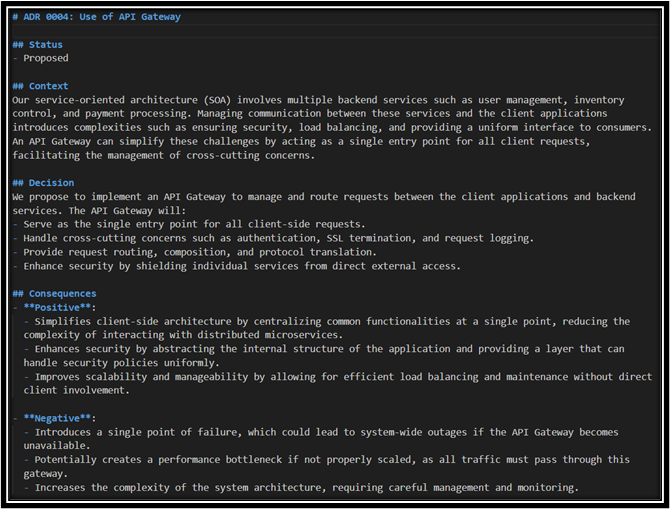 # ADR 0004: Use of API Gateway
## Status
- Proposed
## Context
Our service-oriented architecture (SOA) involves multiple backend services such as user management, inventory
control, and payment processing. Managing communication between these services and the client applications
introduces complexities such as ensuring security, load balancing, and providing a uniform interface to consumers.
An API Gateway can simplify these challenges by acting as a single entry point for all client requests,
facilitating the management of cross-cutting concerns.
## Decision
We propose to implement an API Gateway to manage and route requests between the client applications and backend
services. The API Gateway will:
- Serve as the single entry point for all client-side requests.
- Handle cross-cutting concerns such as authentication, SSL termination, and request logging.
- Provide request routing, composition, and protocol translation.
- Enhance security by shielding individual services from direct external access.
## Consequences
- **Positive**:
- Simplifies client-side architecture by centralizing common functionalities at a single point, reducing the
complexity of interacting with distributed microservices.
- Enhances security by abstracting the internal structure of the application and providing a layer that can
handle security policies uniformly.
- Improves scalability and manageability by allowing for efficient load balancing and maintenance without direct
client involvement.
- **Negative**:
- Introduces a single point of failure, which could lead to system-wide outages if the API Gateway becomes
unavailable.
- Potentially creates a performance bottleneck if not properly scaled, as all traffic must pass through this
gateway.
- Increases the complexity of the system architecture, requiring careful management and monitoring.